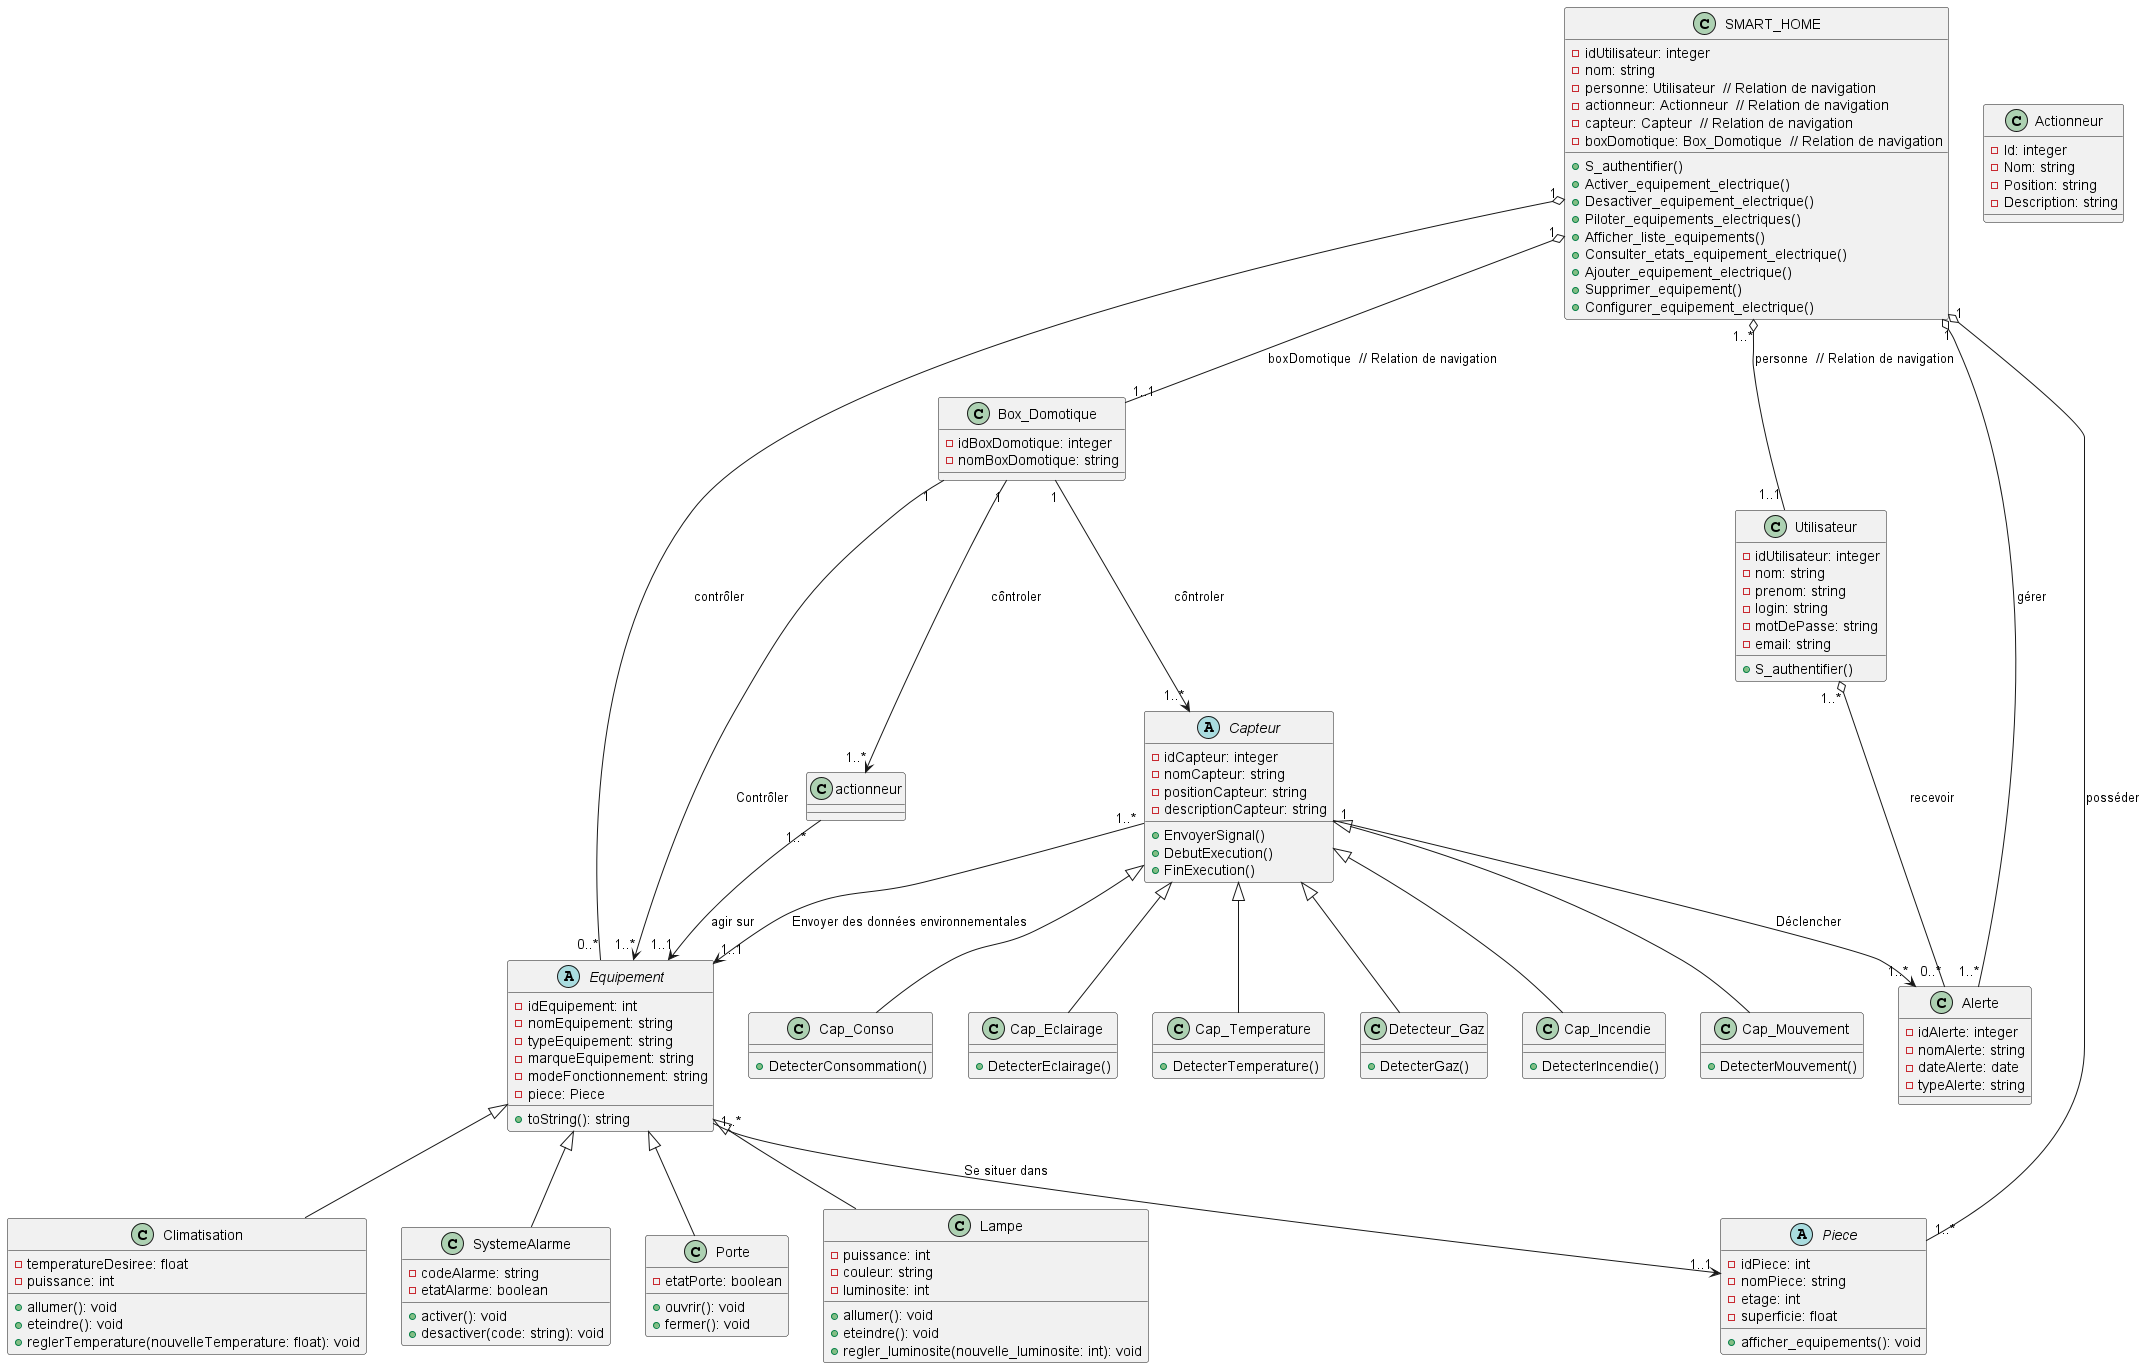 SMART_HOME
idUtilisateur: integer
nom: string
personne: Utilisateur // Relation de navigation
actionneur: Actionneur // Relation de navigation
capteur: Capteur // Relation de navigation
boxDomotique: Box_Domotique // Relation de navigation
S_authentifier()
Activer_equipement_electrique()
Desactiver_equipement_electrique()
Piloter_equipements_electriques()
Afficher_liste_equipements()
Consulter_etats_equipement_electrique()
Ajouter_equipement_electrique()
Supprimer_equipement()
Configurer_equipement_electrique()
Actionneur
Id: integer
Nom: string
Position: string
Description: string
1
1
1..*
1
1
boxDomotique // Relation de navigation
personne // Relation de navigation
1..1
Box_Domotique
idBoxDomotique: integer
nomBoxDomotique: string
1
1
1
1..1
Utilisateur
idUtilisateur: integer
nom: string
prenom: string
login: string
motDePasse: string
email: string
S_authentifier()
contrôler
côntroler
côntroler
gérer
1..*
1..*
Capteur
idCapteur: integer
nomCapteur: string
positionCapteur: string
descriptionCapteur: string
EnvoyerSignal()
DebutExecution()
FinExecution()
1..*
actionneur
Contrôler
recevoir
posséder
1..*
1..*
1
agir sur
Envoyer des données environnementales
Déclencher
0..*
1..*
1..1
1..1
1..*
0..*
1..*
Equipement
idEquipement: int
nomEquipement: string
typeEquipement: string
marqueEquipement: string
modeFonctionnement: string
piece: Piece
toString(): string
Cap_Conso
DetecterConsommation()
Cap_Eclairage
DetecterEclairage()
Cap_Temperature
DetecterTemperature()
Detecteur_Gaz
DetecterGaz()
Cap_Incendie
DetecterIncendie()
Cap_Mouvement
DetecterMouvement()
Alerte
idAlerte: integer
nomAlerte: string
dateAlerte: date
typeAlerte: string
1..*
Se situer dans
1..1
1..*
Climatisation
temperatureDesiree: float
puissance: int
allumer(): void
eteindre(): void
reglerTemperature(nouvelleTemperature: float): void
SystemeAlarme
codeAlarme: string
etatAlarme: boolean
activer(): void
desactiver(code: string): void
Porte
etatPorte: boolean
ouvrir(): void
fermer(): void
Lampe
puissance: int
couleur: string
luminosite: int
allumer(): void
eteindre(): void
regler_luminosite(nouvelle_luminosite: int): void
Piece
idPiece: int
nomPiece: string
etage: int
superficie: float
afficher_equipements(): void